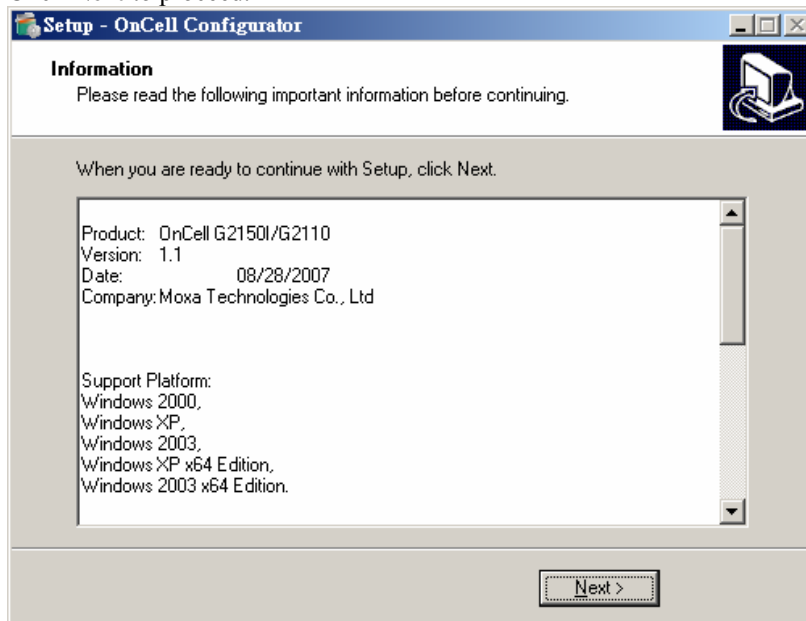 Setup - OnCell Configurator
Information
Please read the following important information before continuing.
When you are ready to continue with Setup, click Next.
Product: OnCell G2150I/G2110
Version: 1.1
Date: 08/28/2007
Company: Moxa Technologies Co., Ltd
Support Platform:
Windows 2000,
Windows XP,
Windows 2003,
Windows XP x64 Edition,
Windows 2003 x64 Edition.
Next >